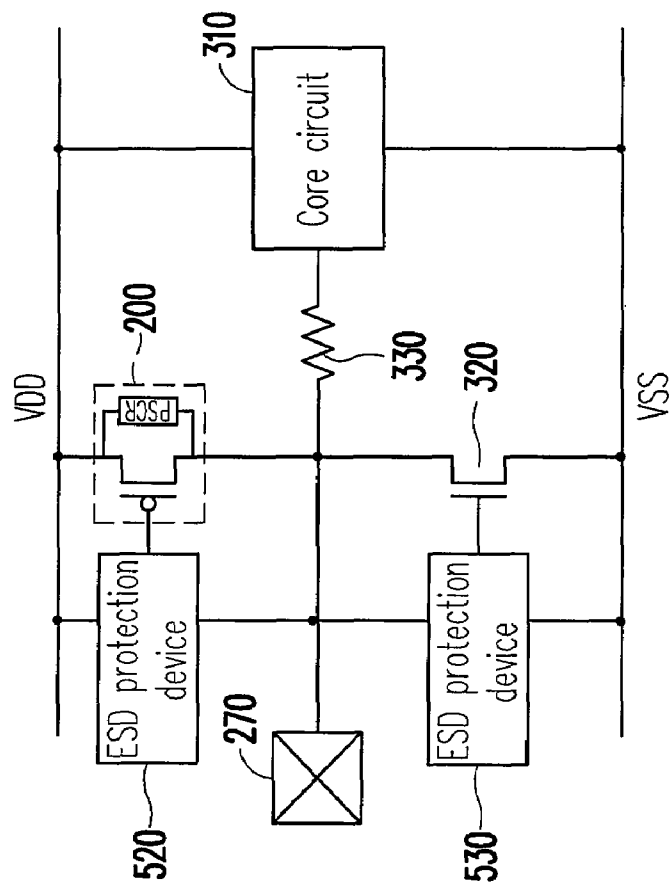 VDD
200
PSCR
310
Core circuit
520
ESD protection
device
270
330
320
530
ESD protection
device
VSS